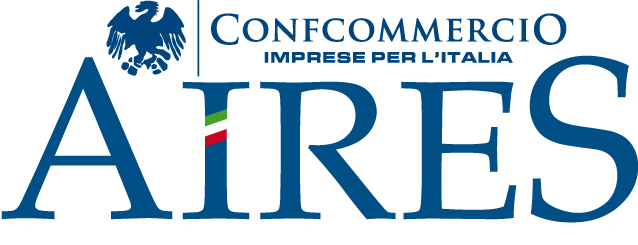 CONFCOMMERCIO
IMPRESE PER L'ITALIA
AIRES